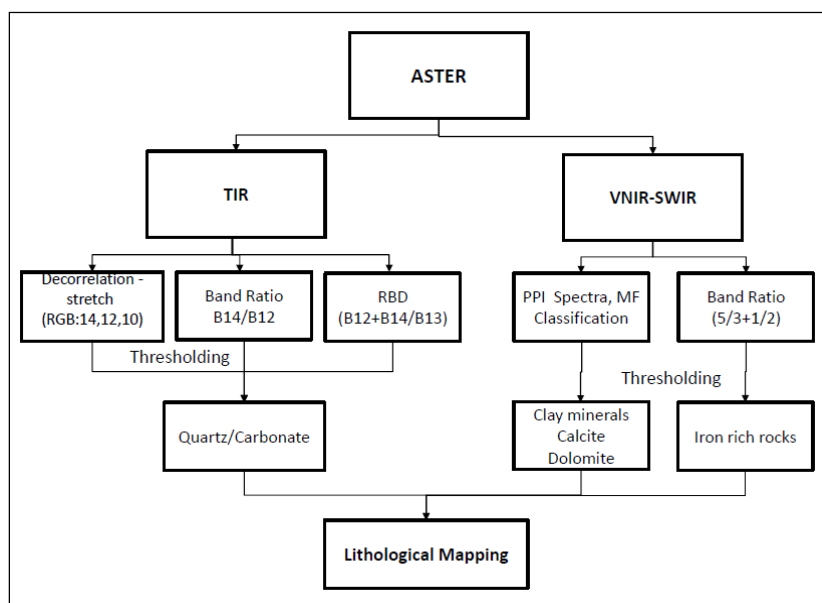 ASTER
TIR
VNIR-SWIR
Decorrelation -
stretch
(RGB:14,12,10)
Band Ratio
B14/B12
RBD
(B12+B14/B13)
PPI Spectra, MF
Classification
Band Ratio
(5/3+1/2)
Thresholding
Thresholding
Quartz/Carbonate
Clay minerals
Calcite
Dolomite
Iron rich rocks
Lithological Mapping